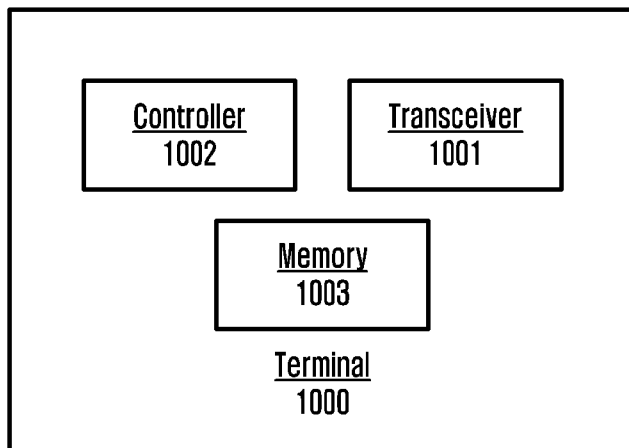 Controller
1002
Transceiver
1001
Memory
1003
Terminal
1000